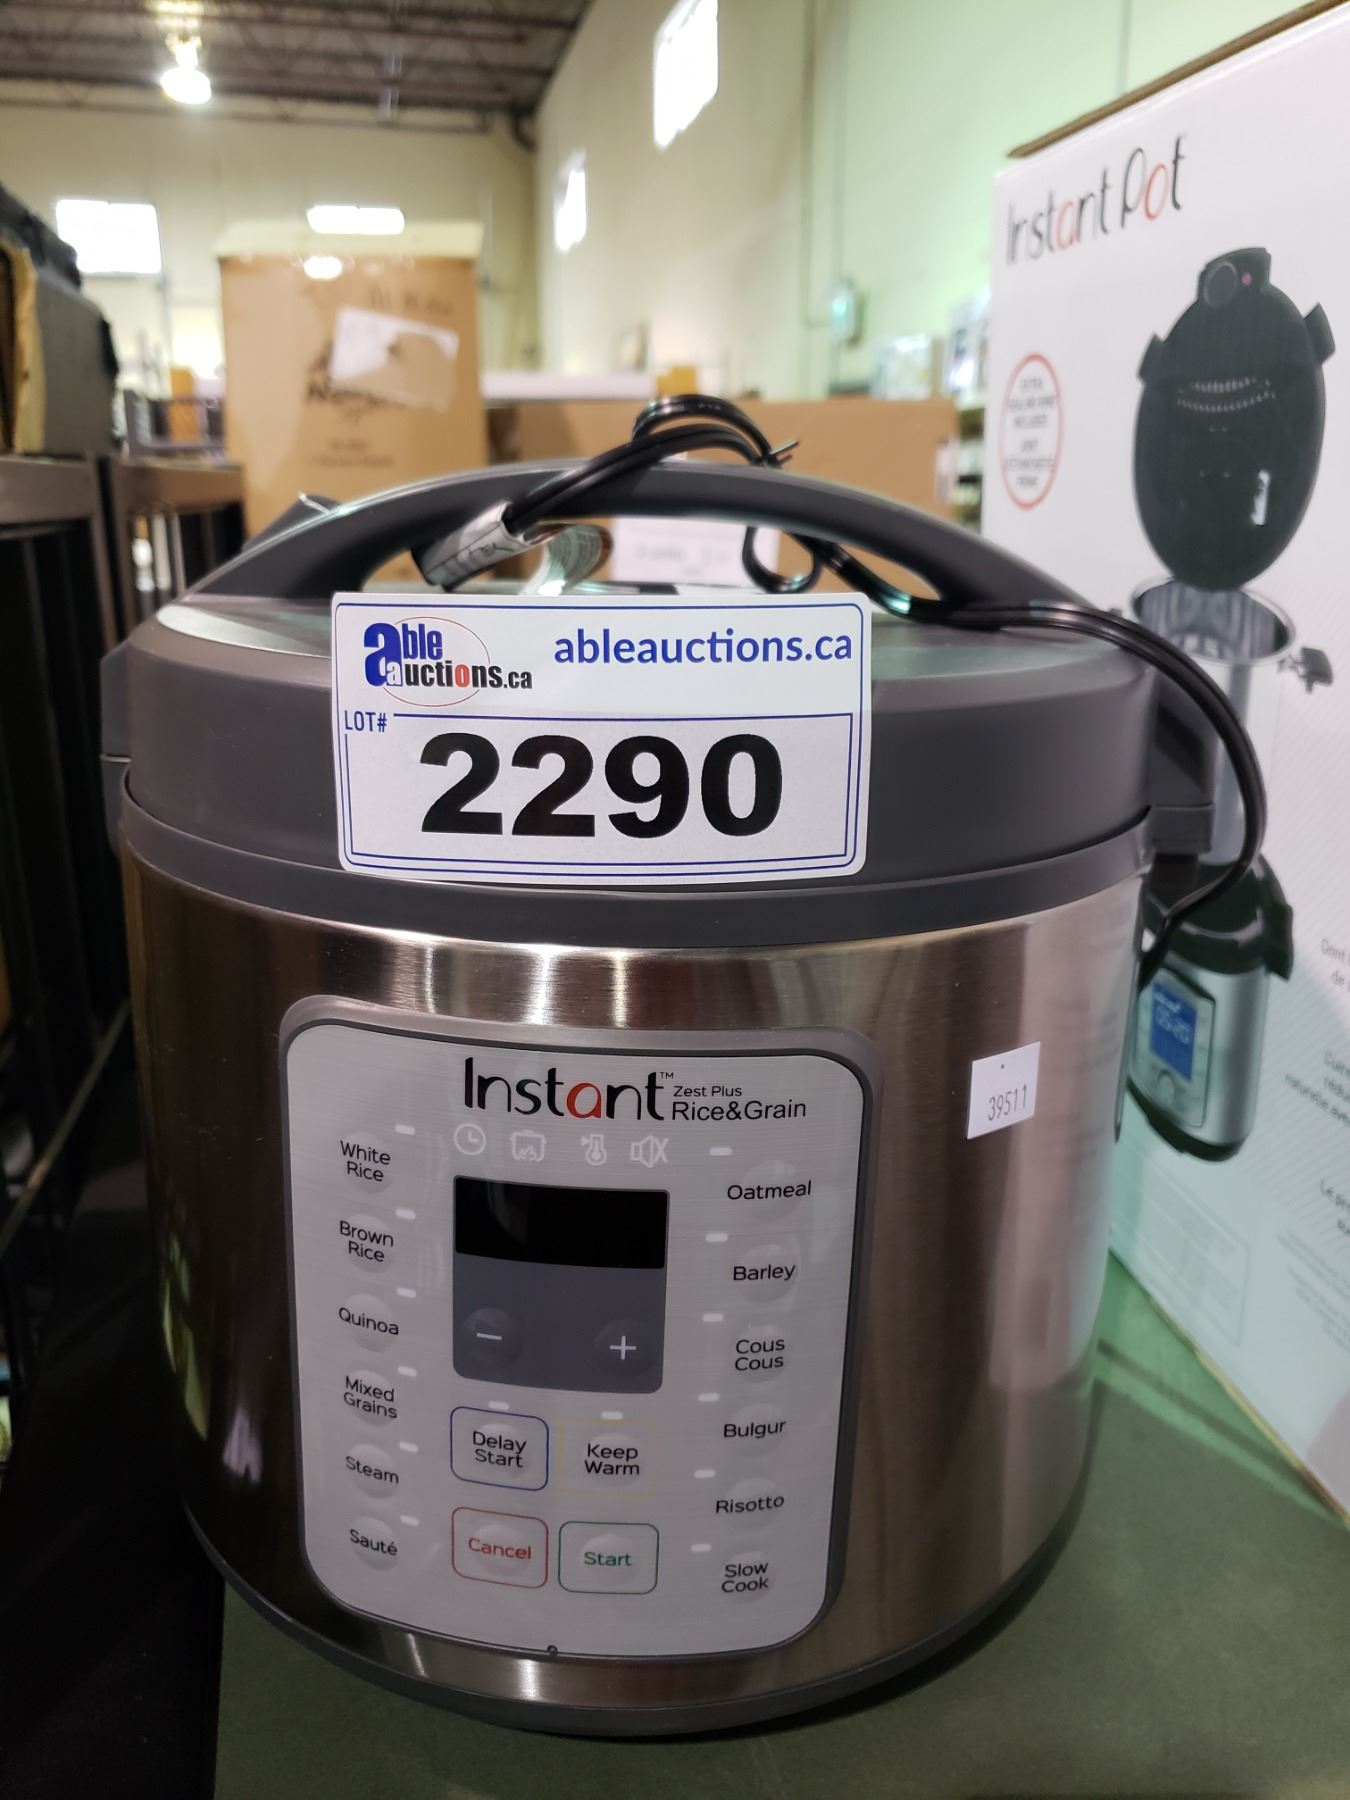 Instant Pot
able
auctions.ca
ableauctions.ca
LOT#
2290
Instant™ Zest Plus
Rice&Grain
39511
White
Rice
Brown
Rice
Quinoa
Mixed
Grains
Steam
Sauté
Delay
Start
Keep
Warm
Cancel
Start
Oatmeal
Barley
Cous
Cous
Bulgur
Risotto
Slow
Cook